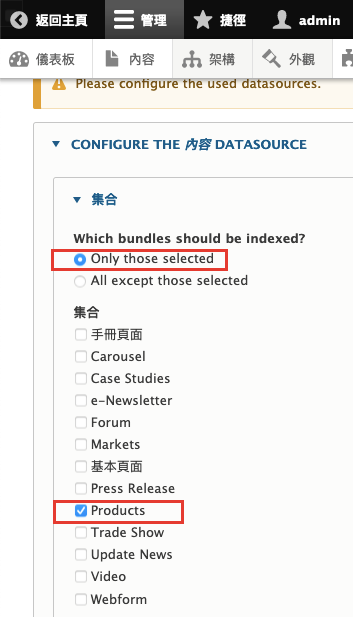 返回主頁 管理 捷徑 admin
儀表板 內容 架構 外觀
Please configure the used datasources.
CONFIGURE THE 內容 DATASOURCE
集合
Which bundles should be indexed?
Only those selected
All except those selected
集合
手冊頁面
Carousel
Case Studies
e-Newsletter
Forum
Markets
基本頁面
Press Release
Products
Trade Show
Update News
Video
Webform